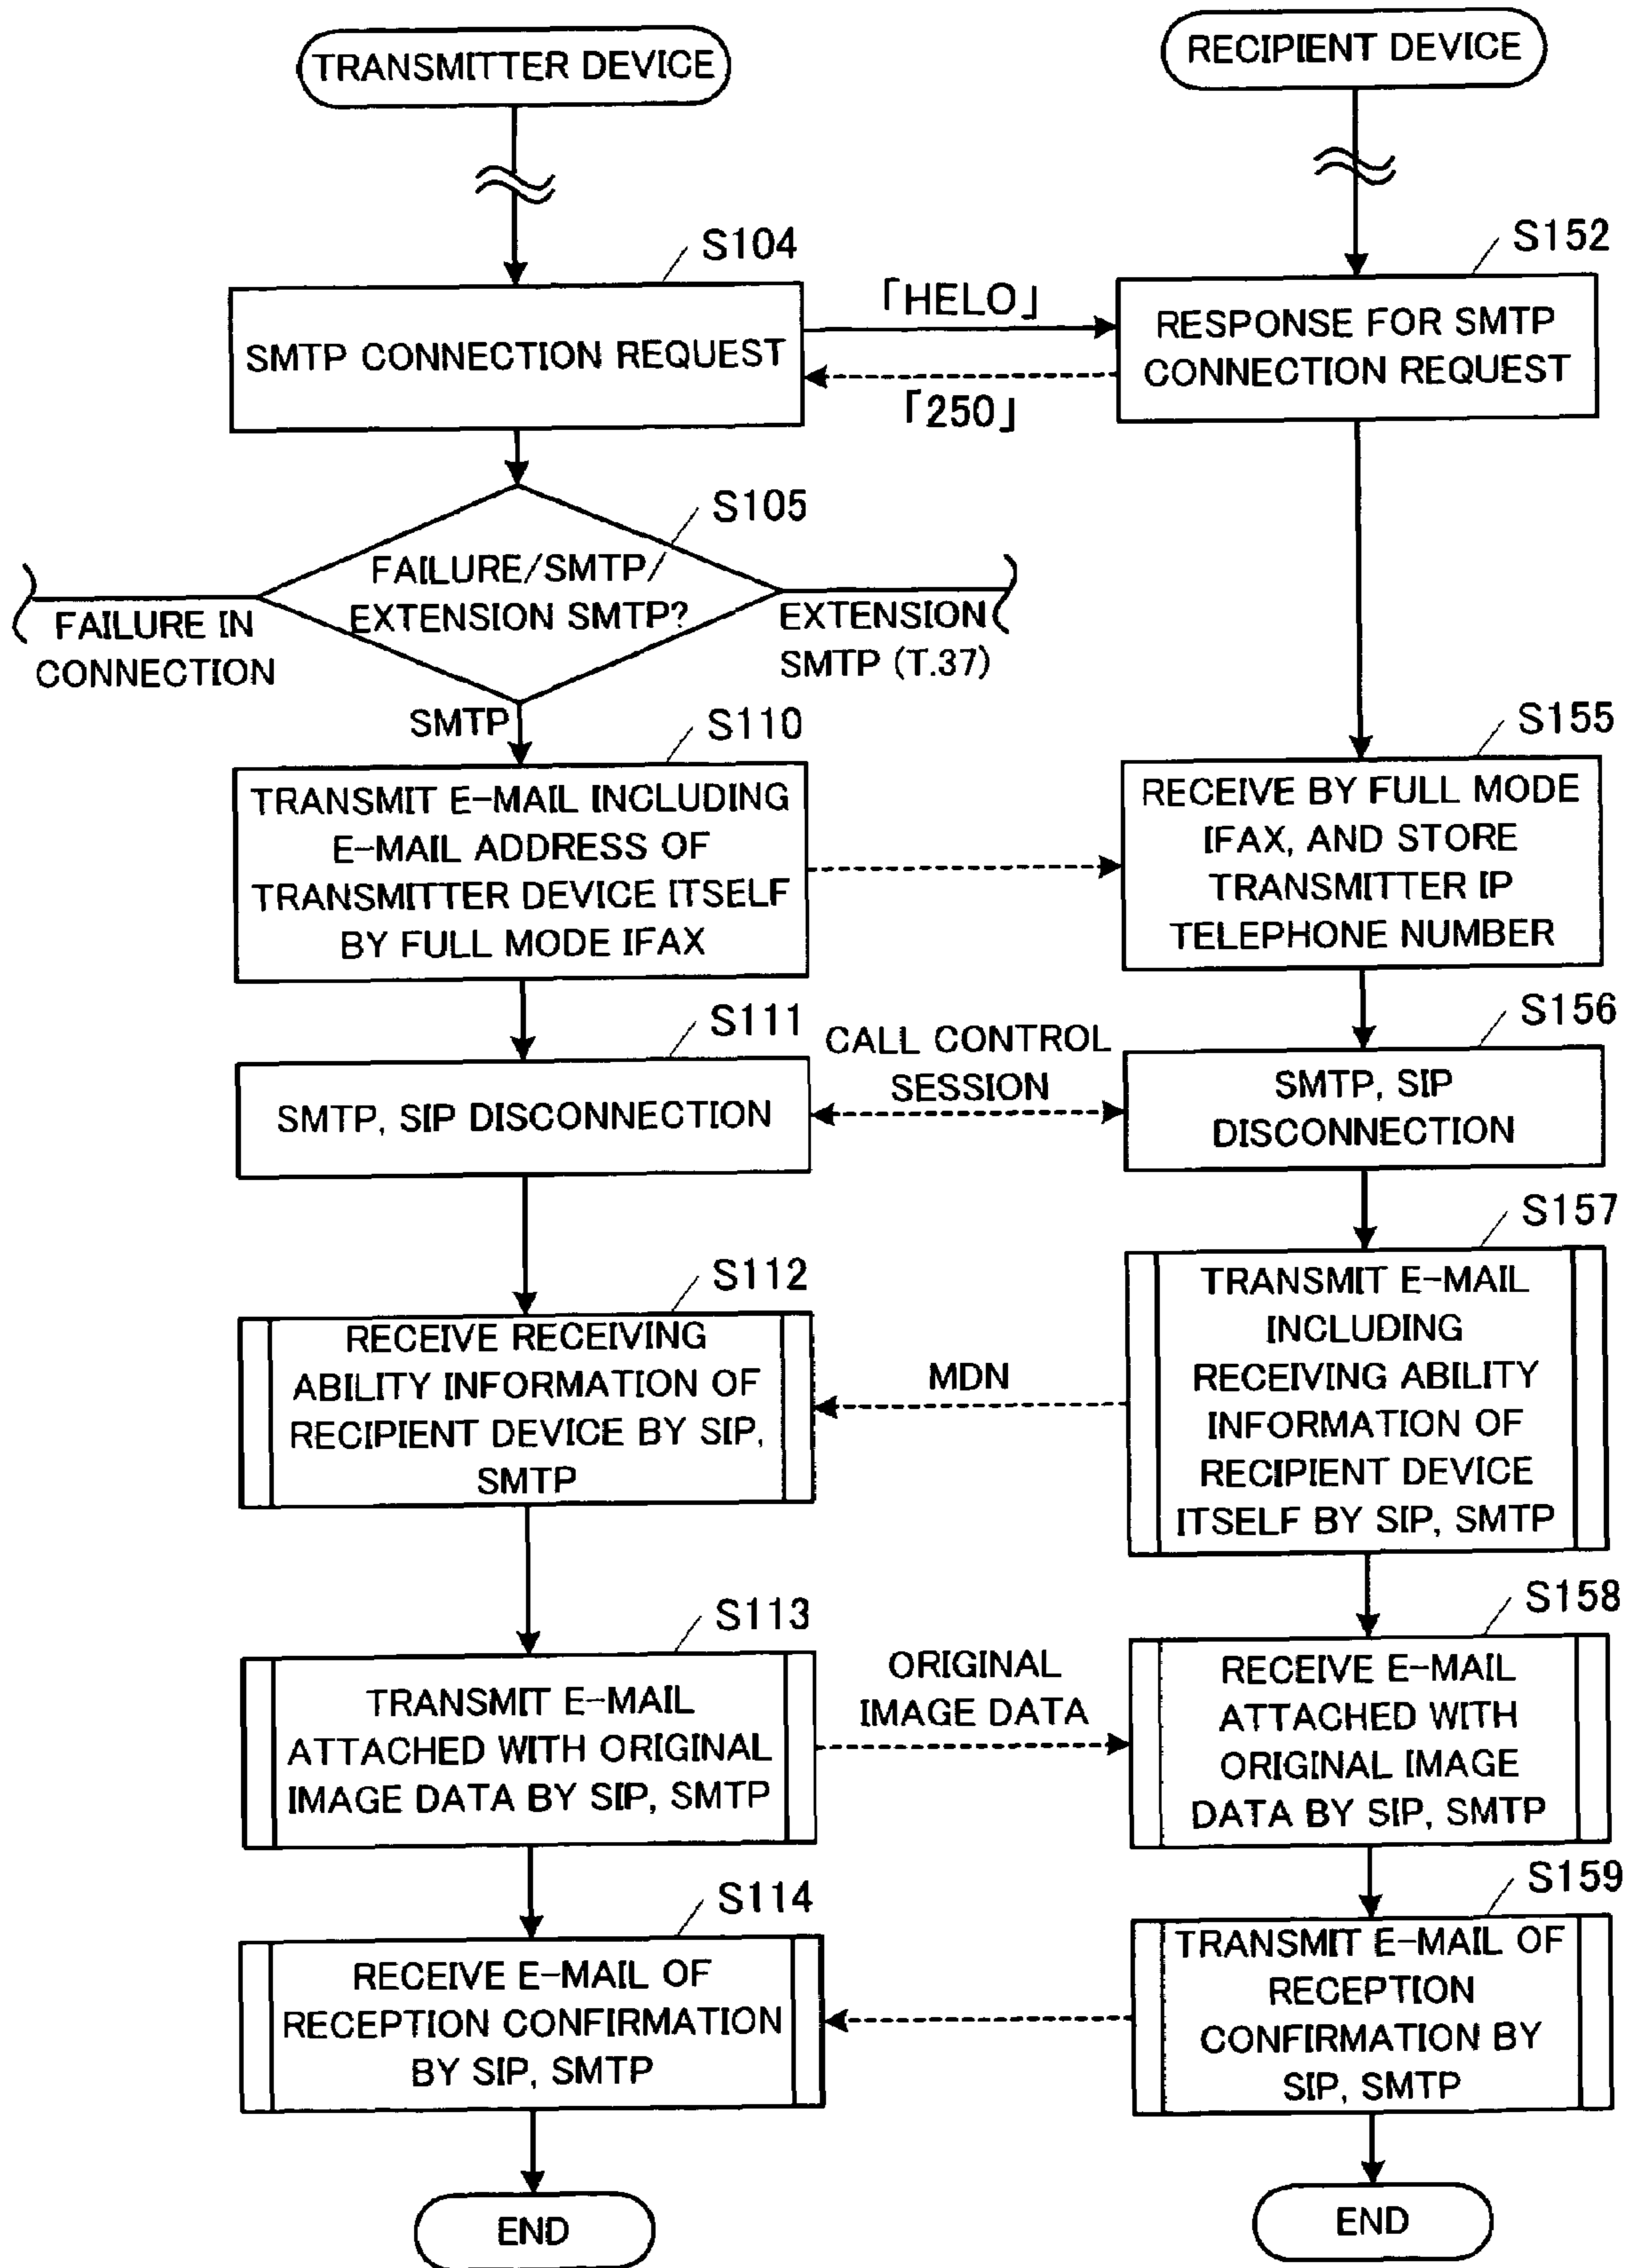 TRANSMITTER DEVICE
RECIPIENT DEVICE
S104
S152
SMTP CONNECTION REQUEST
「HELO」
「250」
RESPONSE FOR SMTP
CONNECTION REQUEST
S105
FAILURE/SMTP/
EXTENSION SMTP?
FAILURE IN
CONNECTION
EXTENSION
SMTP (T.37)
SMTP
S110
S155
TRANSMIT E-MAIL INCLUDING
E-MAIL ADDRESS OF
TRANSMITTER DEVICE ITSELF
BY FULL MODE IFAX
RECEIVE BY FULL MODE
IFAX, AND STORE
TRANSMITTER IP
TELEPHONE NUMBER
S111
S156
SMTP, SIP DISCONNECTION
CALL CONTROL
SESSION
SMTP, SIP
DISCONNECTION
S112
S157
RECEIVE RECEIVING
ABILITY INFORMATION OF
RECIPIENT DEVICE BY SIP,
SMTP
MDN
TRANSMIT E-MAIL
INCLUDING
RECEIVING ABILITY
INFORMATION OF
RECIPIENT DEVICE
ITSELF BY SIP, SMTP
S113
S158
TRANSMIT E-MAIL
ATTACHED WITH ORIGINAL
IMAGE DATA BY SIP, SMTP
ORIGINAL
IMAGE DATA
RECEIVE E-MAIL
ATTACHED WITH
ORIGINAL IMAGE
DATA BY SIP, SMTP
S114
S159
RECEIVE E-MAIL OF
RECEPTION CONFIRMATION
BY SIP, SMTP
TRANSMIT E-MAIL OF
RECEPTION
CONFIRMATION BY
SIP, SMTP
END
END